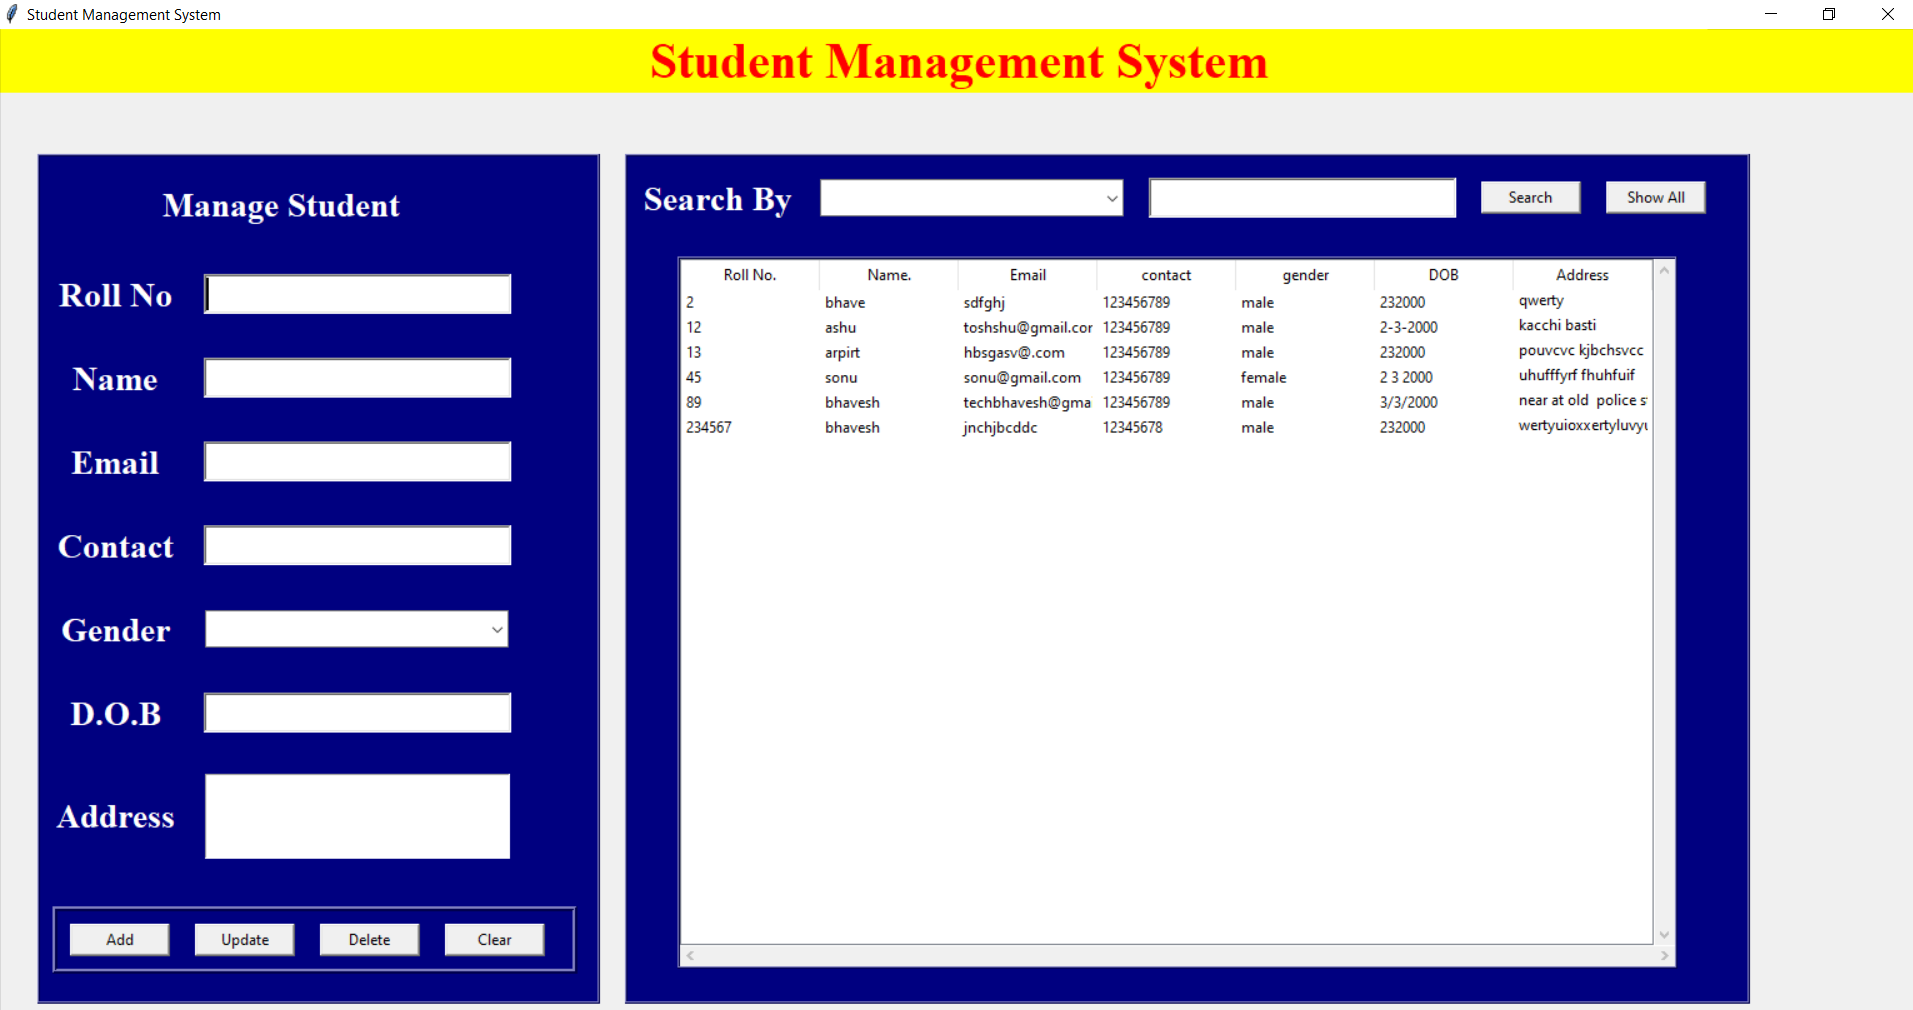 Student Management System
Student Management System
Manage Student
Roll No
Name
Email
Contact
Gender
D.O.B
Address
Add Update Delete Clear
Search By Search Show All
Roll No. Name. Email contact gender DOB Address
2 bhave sdfghj 123456789 male 232000 qwerty
12 ashu toshshu@gmail.cor 123456789 male 2-3-2000 kacchi basti
13 arpirt hbsgasv@.com 123456789 male 232000 pouvcvc kjbchsvcc
45 sonu sonu@gmail.com 123456789 female 2 3 2000 uhufffyrf fhuhfuif
89 bhavesh techbhavesh@gma 123456789 male 3/3/2000 near at old police s
234567 bhavesh jnchjbcddc 12345678 male 232000 wertyuioxxertyluvyu